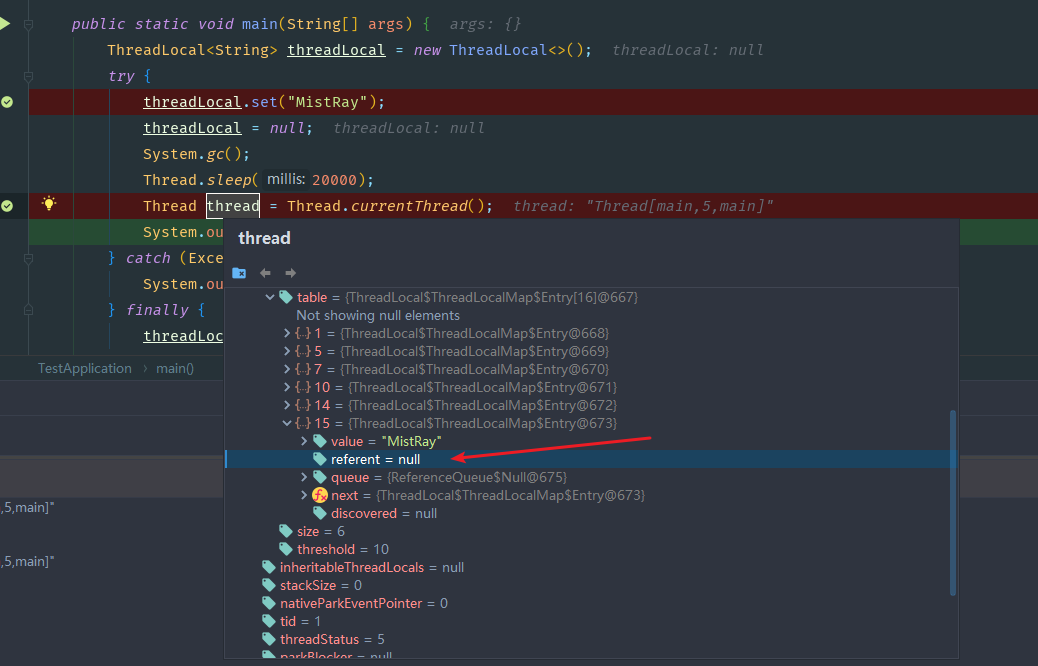 public static void main(String[] args) {  args: {}
ThreadLocal<String> threadLocal = new ThreadLocal<>();  threadLocal: null
try {
threadLocal.set("MistRay");
threadLocal = null;  threadLocal: null
System.gc();
Thread.sleep( millis: 20000);
Thread thread = Thread.currentThread();  thread: "Thread[main,5,main]"
System.ou
} catch (Exce
System.ou
} finally {
threadLoc
TestApplication › main()
,5,main]"
,5,main]"
thread
table = {ThreadLocal$ThreadLocalMap$Entry[16]@667}
Not showing null elements
{...} 1 = {ThreadLocal$ThreadLocalMap$Entry@668}
{...} 5 = {ThreadLocal$ThreadLocalMap$Entry@669}
{...} 7 = {ThreadLocal$ThreadLocalMap$Entry@670}
{...} 10 = {ThreadLocal$ThreadLocalMap$Entry@671}
{...} 14 = {ThreadLocal$ThreadLocalMap$Entry@672}
{...} 15 = {ThreadLocal$ThreadLocalMap$Entry@673}
value = "MistRay"
referent = null
queue = {ReferenceQueue$Null@675}
next = {ThreadLocal$ThreadLocalMap$Entry@673}
discovered = null
size = 6
threshold = 10
inheritableThreadLocals = null
stackSize = 0
nativeParkEventPointer = 0
tid = 1
threadStatus = 5
parkBlocker = null